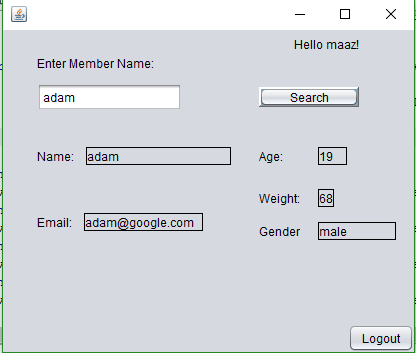 Hello maaz!
Enter Member Name:
adam
Search
Name: adam
Age: 19
Weight: 68
Email: adam@google.com
Gender male
Logout